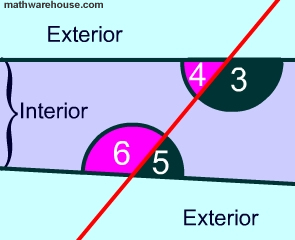 mathwarehouse.com
Exterior
4 3
Interior
6 5
Exterior